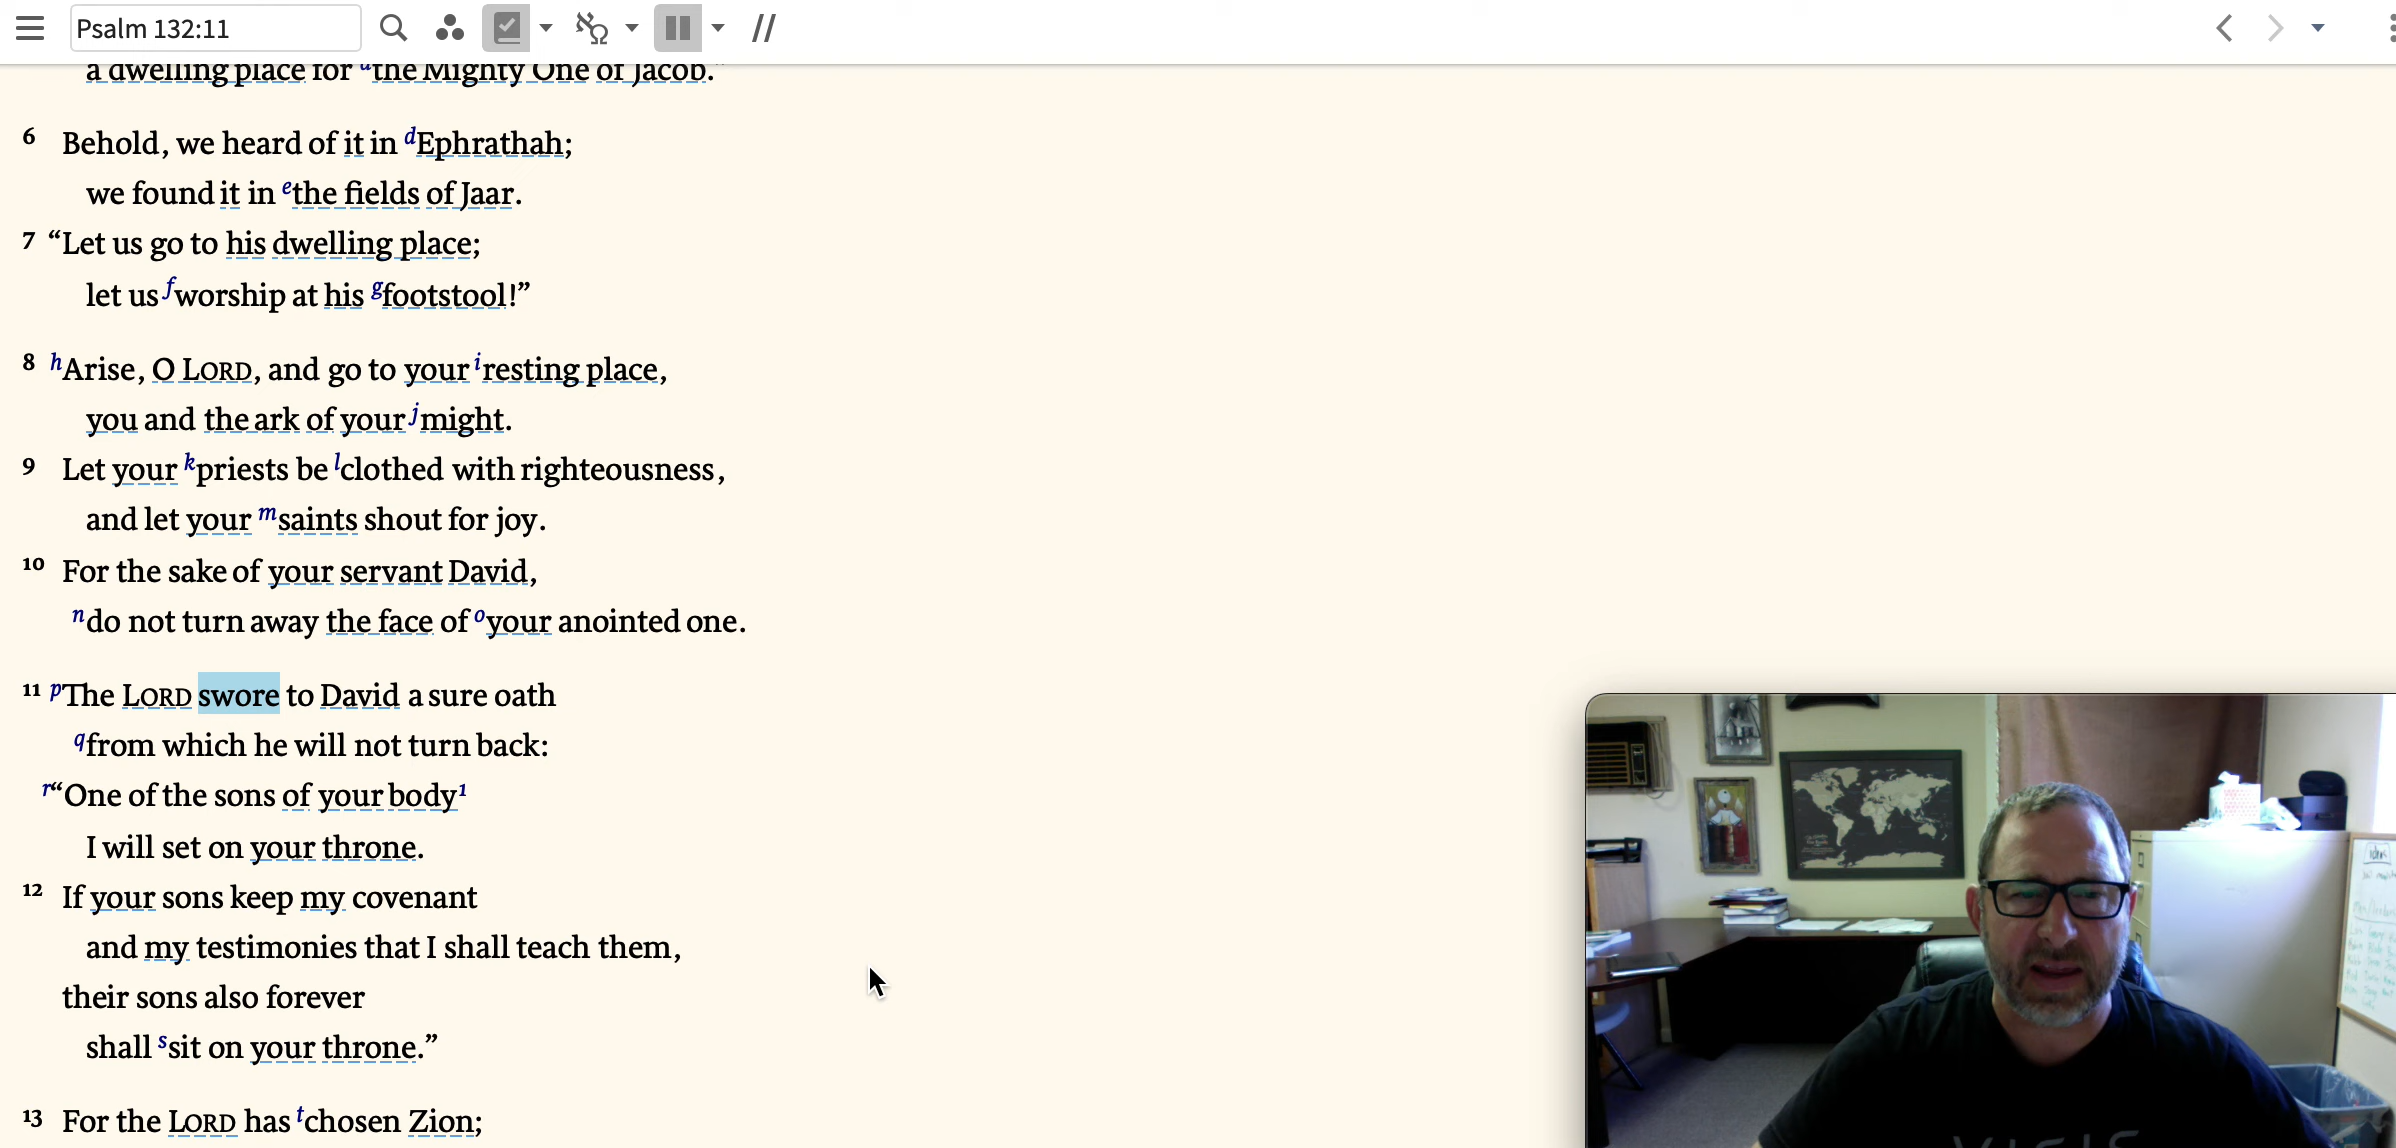 Psalm 132:11
a dwelling place for the Mighty One of Jacob.”
6 Behold, we heard of it in dEphrathah;
we found it in ethe fields of Jaar.
7 “Let us go to his dwelling place;
let us fworship at his gfootstool!”
8 hArise, O LORD, and go to your iresting place,
you and the ark of your jmight.
9 Let your kpriests be lclothed with righteousness,
and let your msaints shout for joy.
10 For the sake of your servant David,
ndo not turn away the face of oyour anointed one.
11 pThe LORD swore to David a sure oath
qfrom which he will not turn back:
r“One of the sons of your body1
I will set on your throne.
12 If your sons keep my covenant
and my testimonies that I shall teach them,
their sons also forever
shall ssit on your throne.”
13 For the LORD has tchosen Zion;